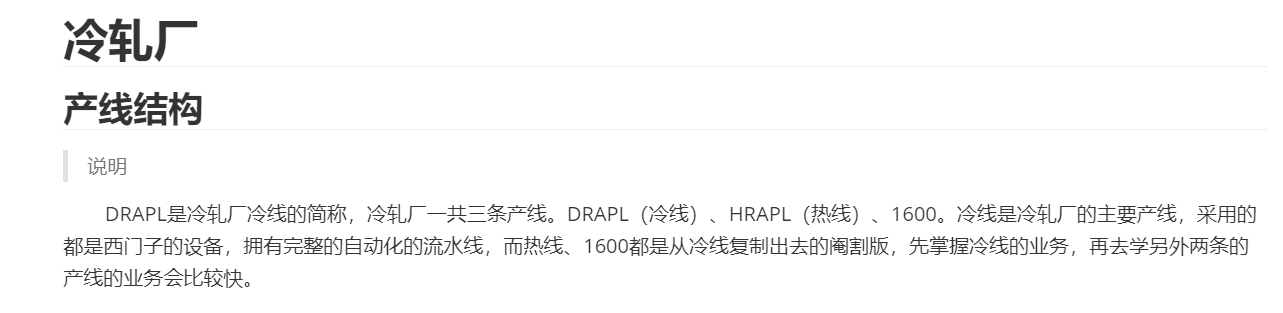 冷轧厂
产线结构
说明
DRAPL是冷轧厂冷线的简称，冷轧厂一共三条产线。DRAPL（冷线）、HRAPL（热线）、1600。冷线是冷轧厂的主要产线，采用的
都是西门子的设备，拥有完整的自动化的流水线，而热线、1600都是从冷线复制出去的阉割版，先掌握冷线的业务，再去学另外两条的
产线的业务会比较快。